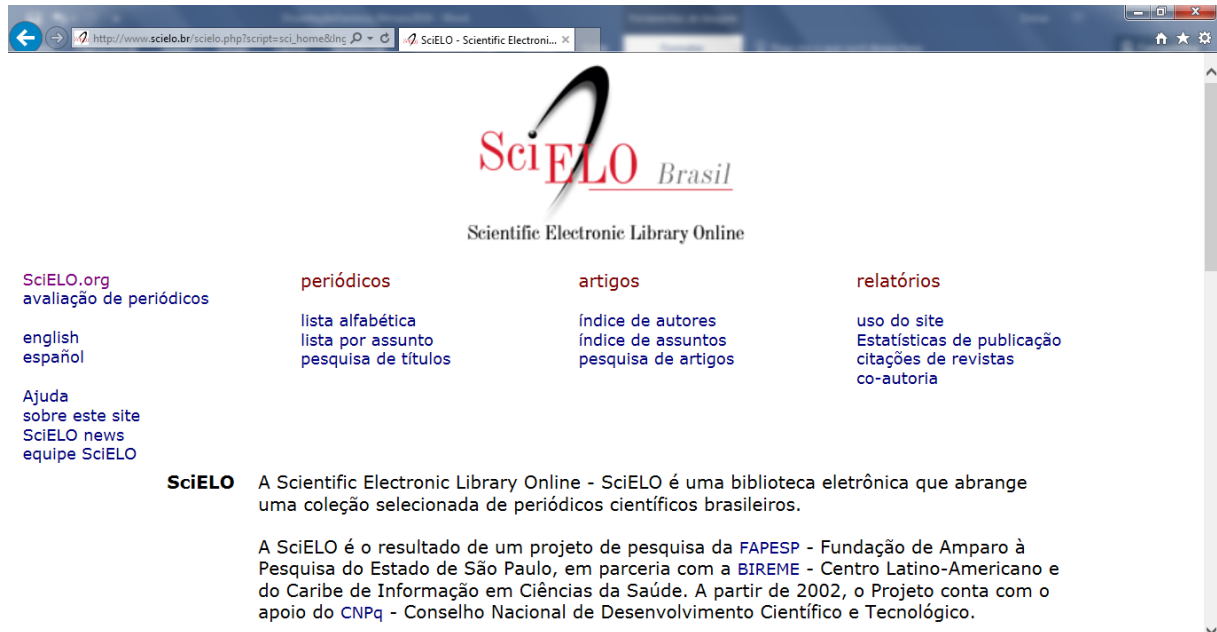 http://www.scielo.br/scielo.php?script=sci_home&lng
SciELO - Scientific Electroni...
SciELO Brasil
Scientific Electronic Library Online
SciELO.org
avaliação de periódicos
english
español
Ajuda
sobre este site
SciELO news
equipe SciELO
periódicos
lista alfabética
lista por assunto
pesquisa de títulos
artigos
índice de autores
índice de assuntos
pesquisa de artigos
relatórios
uso do site
Estatísticas de publicação
citações de revistas
co-autoria
SciELO A Scientific Electronic Library Online - SciELO é uma biblioteca eletrônica que abrange
uma coleção selecionada de periódicos científicos brasileiros.
A SciELO é o resultado de um projeto de pesquisa da FAPESP - Fundação de Amparo à
Pesquisa do Estado de São Paulo, em parceria com a BIREME - Centro Latino-Americano e
do Caribe de Informação em Ciências da Saúde. A partir de 2002, o Projeto conta com o
apoio do CNPq - Conselho Nacional de Desenvolvimento Científico e Tecnológico.